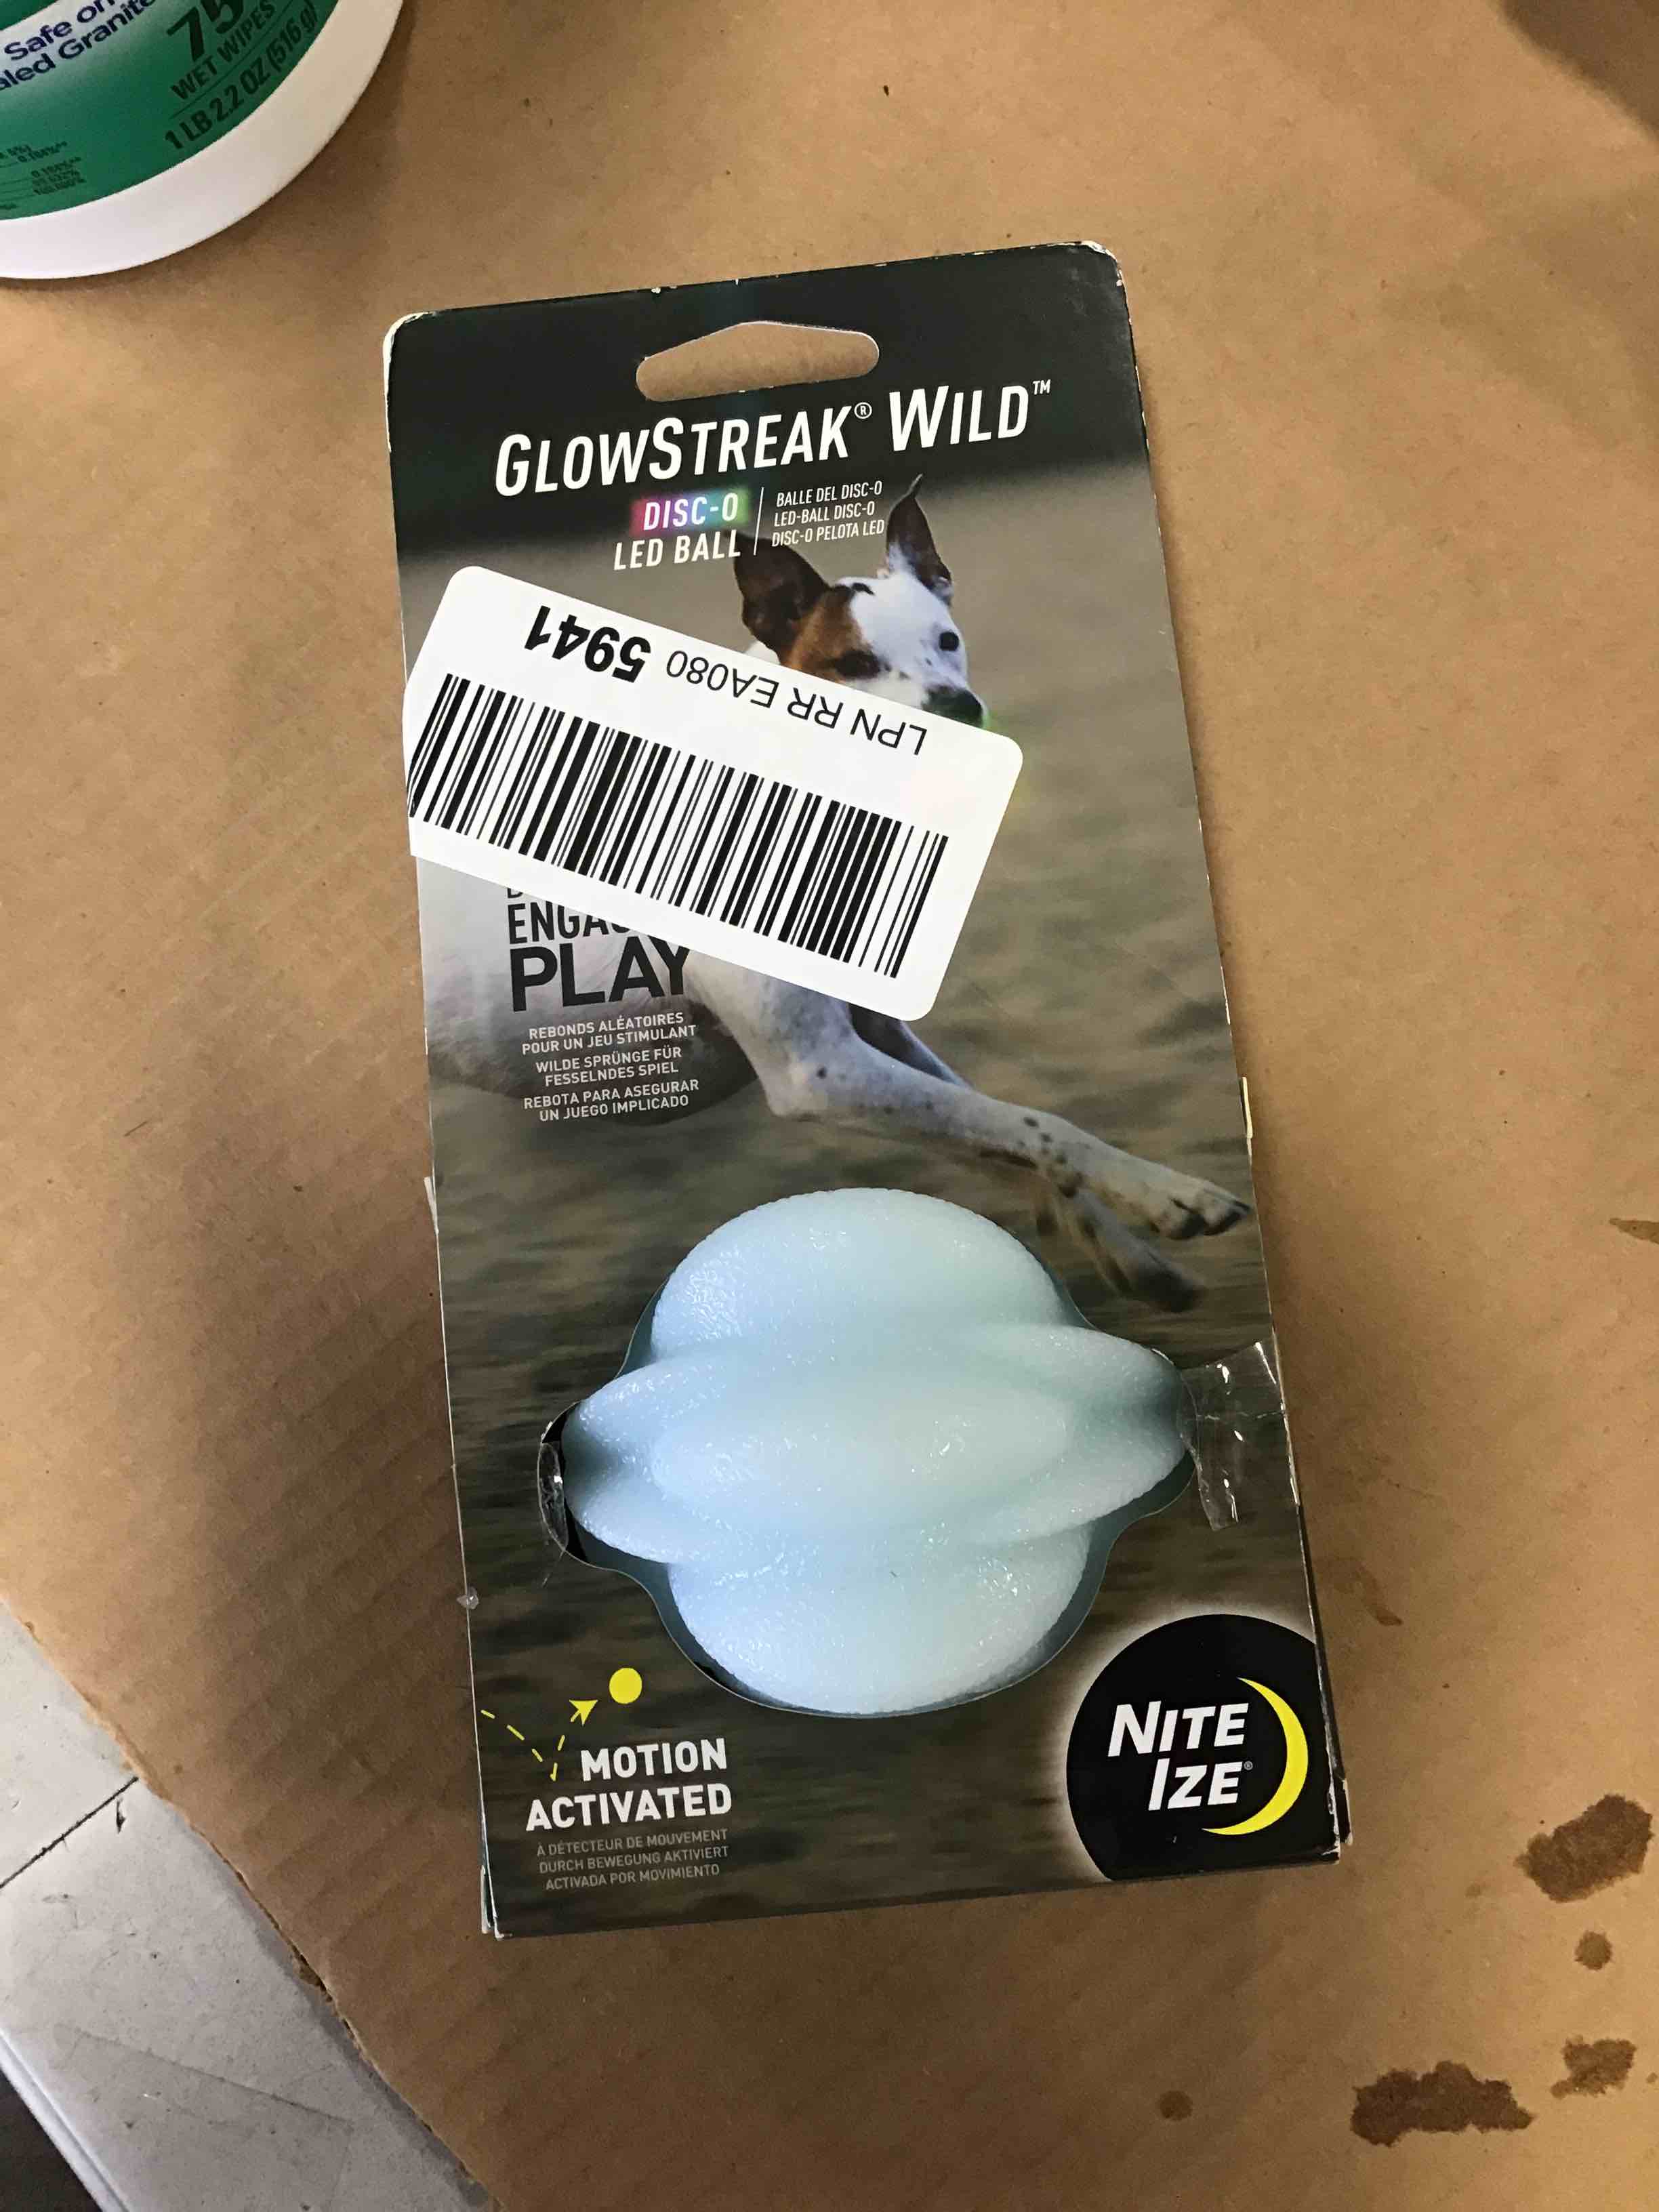 Safe on
aled Granite
75
WET WIPES
1 LB 2.2 OZ (516 g)
GLOWSTREAK® WILD™
DISC-O
LED BALL
BALLE DEL DISC-O
LED-BALL DISC-O
DISC-O PELOTA LED
LPN RR EA080 5941
PLAY
REBONDS ALÉATOIRES
POUR UN JEU STIMULANT
WILDE SPRÜNGE FÜR
FESSELNDES SPIEL
REBOTA PARA ASEGURAR
UN JUEGO IMPLICADO
MOTION
ACTIVATED
À DÉTECTEUR DE MOUVEMENT
DURCH BEWEGUNG AKTIVIERT
ACTIVADA POR MOVIMIENTO
NITE
IZE®